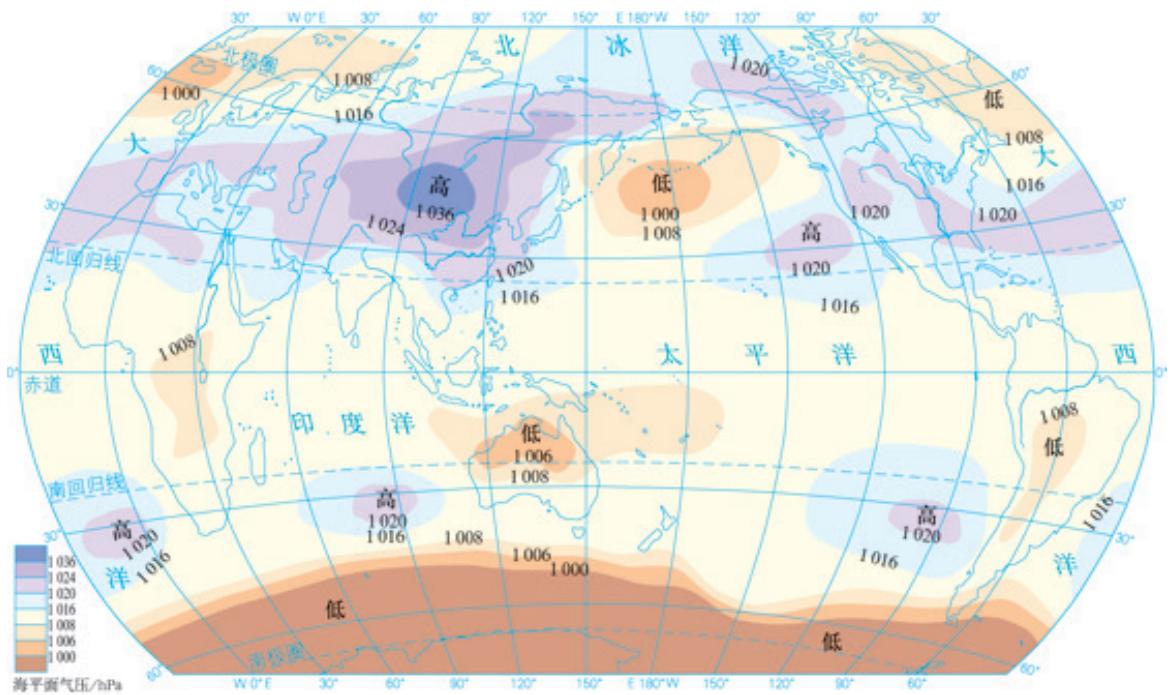 30° W 0° E 30° 60° 90° 120° 150° E 180° W 150° 120° 90° 60° 30°
北 冰 洋
60° 北极圈 1 020 60°
1 008
1 000 低
1 016 1 008
大 大
高 低 1 016
30° 1 036 1 000 1 020 1 020 30°
1 024 1 008 高
北回归线 1 020 1 020
1 016 1 016
1 008
西 太 平 洋 西
0° 0°
赤道
印 度 洋 1 008
低 低
1 006
1 008
南回归线
高 高
高 1 020 1 020 1 016
30° 1 020 1 016 1 008 30°
1 016 1 006 1 016
1 000
洋 洋
低
低
南极圈
60° 60°
W 0° E 30° 60° 90° 120° 150° E 180° W 150° 120° 90° 60°
1 036
1 024
1 020
1 016
1 008
1 006
1 000
海平面气压/hPa